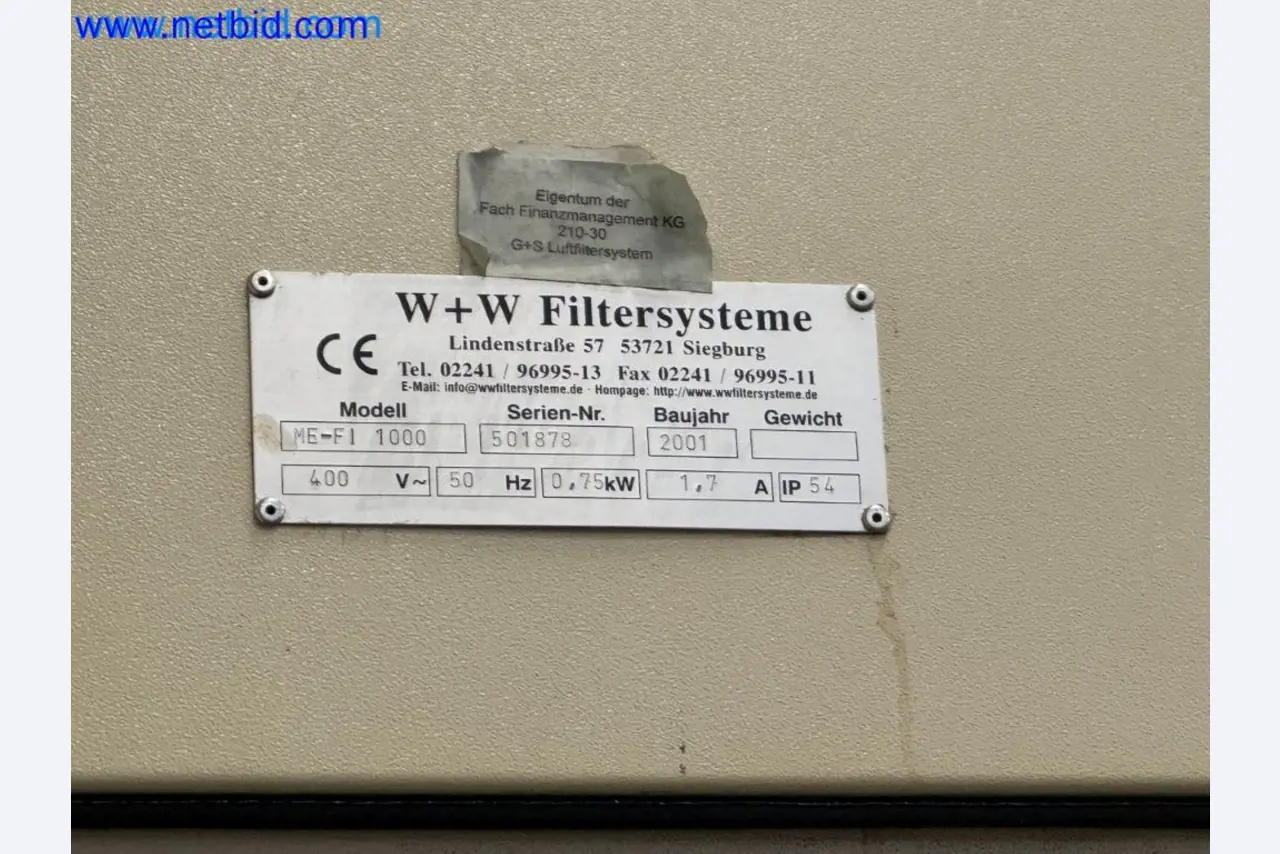 www.netbid.com
Eigentum der
Fach Finanzmanagement KG
210-30
G+S Luftfiltersystem
W+W Filtersysteme
Lindenstraße 57 53721 Siegburg
CE
Tel. 02241 / 96995-13 Fax 02241 / 96995-11
E-Mail: info@wwfiltersysteme.de · Hompage: http://www.wwfiltersysteme.de
Modell Serien-Nr. Baujahr Gewicht
ME-FI 1000 501878 2001
400 V~ 50 Hz 0,75kW 1,7 A IP 54